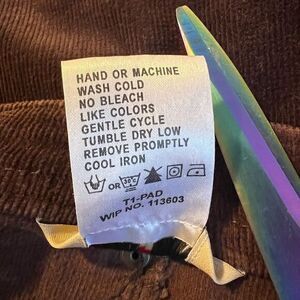 HAND OR MACHINE
WASH COLD
NO BLEACH
LIKE COLORS
GENTLE CYCLE
TUMBLE DRY LOW
REMOVE PROMPTLY
COOL IRON
OR 30°C
T1-PAD
WIP NO. 113603